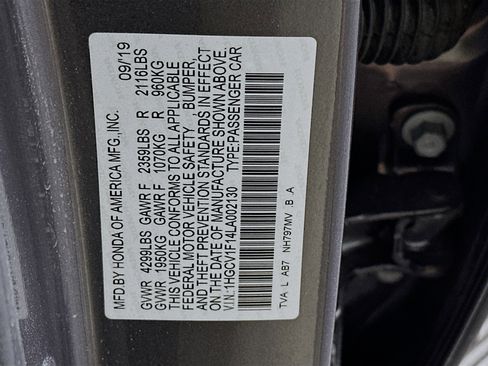 MFD.BY HONDA OF AMERICA MFG.,INC. 09/19
GVWR 4299LBS GAWR F 2359LBS R 2116LBS
GVWR 1950KG GAWR F 1070KG R 960KG
THIS VEHICLE CONFORMS TO ALL APPLICABLE
FEDERAL MOTOR VEHICLE SAFETY , BUMPER,
AND THEFT PREVENTION STANDARDS IN EFFECT
ON THE DATE OF MANUFACTURE SHOWN ABOVE.
V.I.N.:1HGCV1F14LA002130 TYPE:PASSENGER CAR
TVA L AB7 NH797MV .B .A